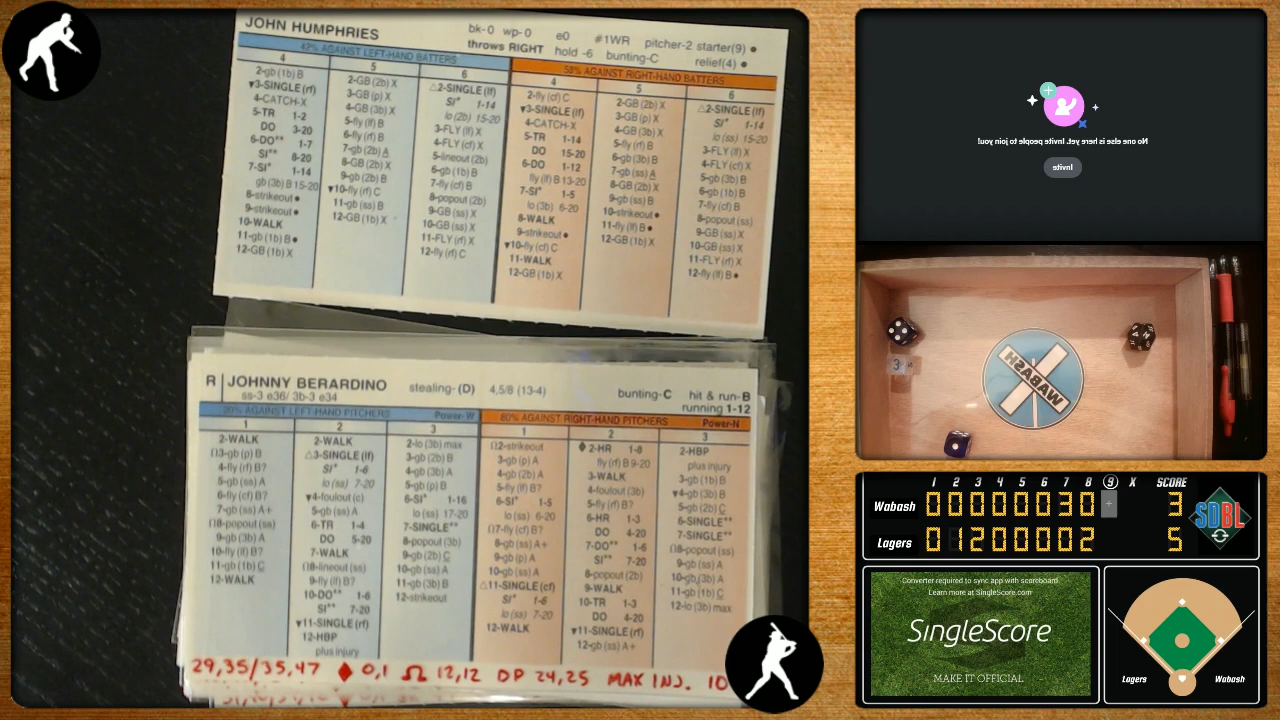 JOHN HUMPHRIES
bk-0 wp-0 e0 #1WR pitcher-2 starter(9) ●
throws RIGHT hold -6 bunting-C relief(4) ●
42% AGAINST LEFT-HAND BATTERS
4 5 6
2-gb (1b) B
▼3-SINGLE (rf)
4-CATCH-X
5-TR 1-2
DO 3-20
6-DO** 1-7
SI** 8-20
7-SI* 1-14
gb (3b) B 15-20
8-strikeout ●
9-strikeout ●
10-WALK
11-gb (1b) B ●
12-GB (1b) X
2-GB (2b) X
3-GB (p) X
4-GB (3b) X
5-fly (lf) B
6-fly (rf) B
7-gb (2b) A
8-GB (2b) X
9-gb (2b) B
▼10-fly (rf) C
11-gb (ss) B
12-GB (1b) X
△2-SINGLE (lf)
SI* 1-14
lo (2b) 15-20
3-FLY (lf) X
4-FLY (cf) X
5-lineout (2b)
6-gb (1b) B
7-fly (cf) B
8-popout (2b)
9-GB (ss) X
10-GB (ss) X
11-FLY (rf) X
12-fly (rf) C
58% AGAINST RIGHT-HAND BATTERS
4 5 6
2-fly (cf) C
▼3-SINGLE (lf)
4-CATCH-X
5-TR 1-14
DO 15-20
6-DO 1-12
fly (lf) B 13-20
7-SI* 1-5
lo (3b) 6-20
8-WALK
9-strikeout ●
▼10-fly (cf) C
11-WALK
12-GB (1b) X
2-GB (2b) X
3-GB (p) X
4-GB (3b) X
5-fly (rf) B
6-gb (3b) B
7-gb (ss) A
8-GB (2b) X
9-gb (ss) B
10-strikeout ●
11-fly (lf) B ●
12-GB (1b) X
△2-SINGLE (lf)
SI* 1-14
lo (ss) 15-20
3-FLY (lf) X
4-FLY (cf) X
5-gb (3b) B
6-gb (1b) B
7-fly (cf) B
8-popout (ss)
9-GB (ss) X
10-GB (ss) X
11-FLY (rf) X
12-fly (lf) B ●
R JOHNNY BERARDINO stealing-(D) 4,5/8 (13-4) bunting-C hit & run-B
ss-3 e36/ 3b-3 e34 running 1-12
20% AGAINST LEFT-HAND PITCHERS Power-W
1 2 3
2-WALK
Ω3-gb (p) B
4-fly (rf) B?
5-gb (ss) A
6-fly (cf) B?
7-gb (ss) A+
Ω8-popout (ss)
9-gb (3b) A
10-fly (lf) B?
11-gb (1b) C
12-WALK
2-WALK
△3-SINGLE (lf)
SI* 1-6
lo (ss) 7-20
▼4-foulout (c)
5-gb (ss) A
6-TR 1-4
DO 5-20
7-WALK
Ω8-lineout (ss)
9-fly (lf) B?
10-DO** 1-6
SI** 7-20
▼11-SINGLE (rf)
12-HBP
plus injury
2-lo (3b) max
3-gb (2b) B
4-gb (3b) A
5-gb (p) B
6-SI* 1-16
lo (ss) 17-20
7-SINGLE**
8-popout (3b)
9-gb (2b) C
10-gb (ss) A
11-gb (3b) B
12-strikeout
80% AGAINST RIGHT-HAND PITCHERS Power-N
1 2 3
Ω2-strikeout
3-gb (p) A
4-gb (2b) A
5-fly (lf) B?
6-SI* 1-5
lo (ss) 6-20
Ω7-fly (cf) B?
8-gb (ss) A+
9-gb (p) A
10-gb (ss) A
△11-SINGLE (cf)
SI* 1-6
lo (ss) 7-20
12-WALK
♦ 2-HR 1-8
fly (rf) B 9-20
3-WALK
4-foulout (3b)
5-fly (rf) B?
6-HR 1-3
DO 4-20
7-DO** 1-6
SI** 7-20
8-popout (2b)
9-WALK
10-TR 1-3
DO 4-20
▼11-SINGLE (rf)
12-gb (ss) A+
2-HBP
plus injury
3-gb (1b) B
▼4-gb (3b) B
5-gb (2b) C
6-SINGLE**
7-SINGLE**
Ω8-popout (ss)
9-gb (ss) A
10-gb (3b) A
11-gb (1b) C
12-lo (3b) max
29,35/35,47 ♦ 0,1 Ω 12,12 DP 24,25 MAX INJ. 10
No one else is here yet. Invite people to join you!
Invite
WABASH
1 2 3 4 5 6 7 8 9 X SCORE
Wabash 0 0 0 0 0 0 3 0 3
Lagers 0 1 2 0 0 0 0 2 5
SDBL
Converter required to sync app with scoreboard
Learn more at SingleScore.com
SINGLESCORE
MAKE IT OFFICIAL
Lagers Wabash